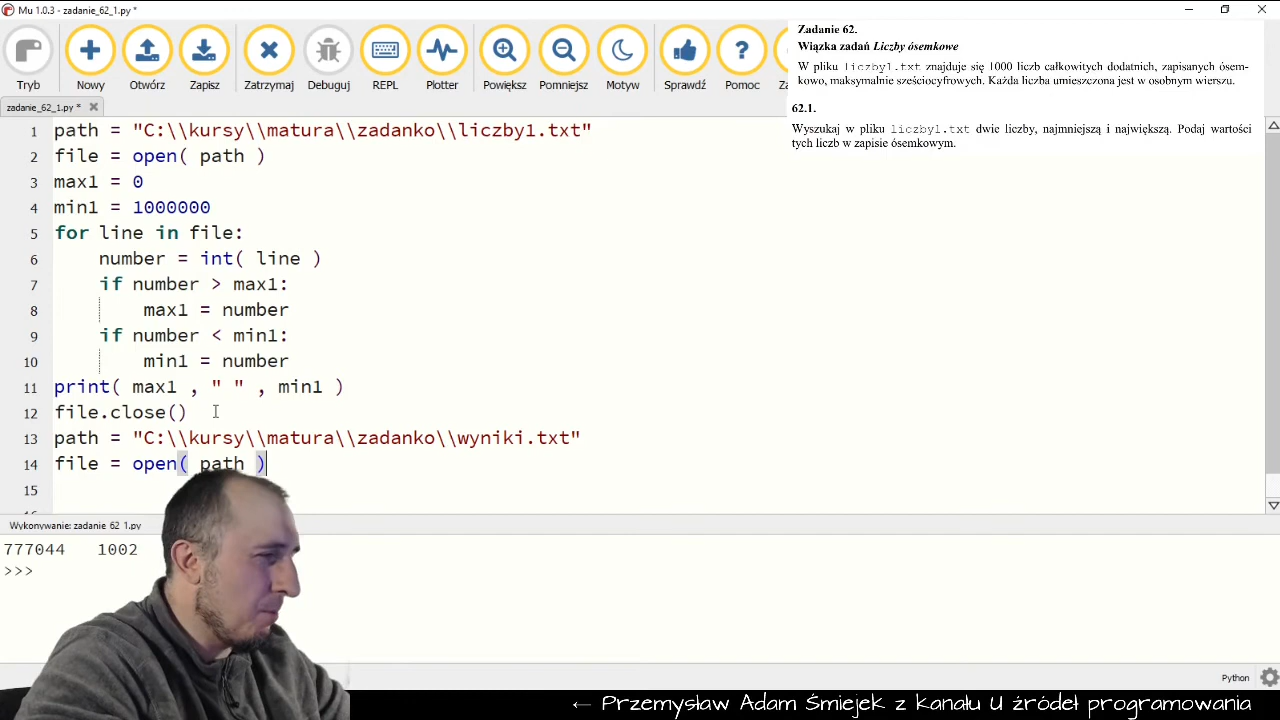 Mu 1.0.3 - zadanie_62_1.py *
Tryb
Nowy
Otwórz
Zapisz
Zatrzymaj
Debuguj
REPL
Plotter
Powiększ
Pomniejsz
Motyw
Sprawdź
Pomoc
zadanie_62_1.py *
Zadanie 62.
Wiązka zadań Liczby ósemkowe
W pliku liczby1.txt znajduje się 1000 liczb całkowitych dodatnich, zapisanych ósem-
kowo, maksymalnie sześciocyfrowych. Każda liczba umieszczona jest w osobnym wierszu.
62.1.
Wyszukaj w pliku liczby1.txt dwie liczby, najmniejszą i największą. Podaj wartości
tych liczb w zapisie ósemkowym.
1 path = "C:\\kursy\\matura\\zadanko\\liczby1.txt"
2 file = open( path )
3 max1 = 0
4 min1 = 1000000
5 for line in file:
6 number = int( line )
7 if number > max1:
8 max1 = number
9 if number < min1:
10 min1 = number
11 print( max1 , " " , min1 )
12 file.close()
13 path = "C:\\kursy\\matura\\zadanko\\wyniki.txt"
14 file = open( path )
15
Wykonywanie: zadanie_62_1.py
777044   1002
>>>
Python
← Przemysław Adam Śmiejek z kanału U źródeł programowania